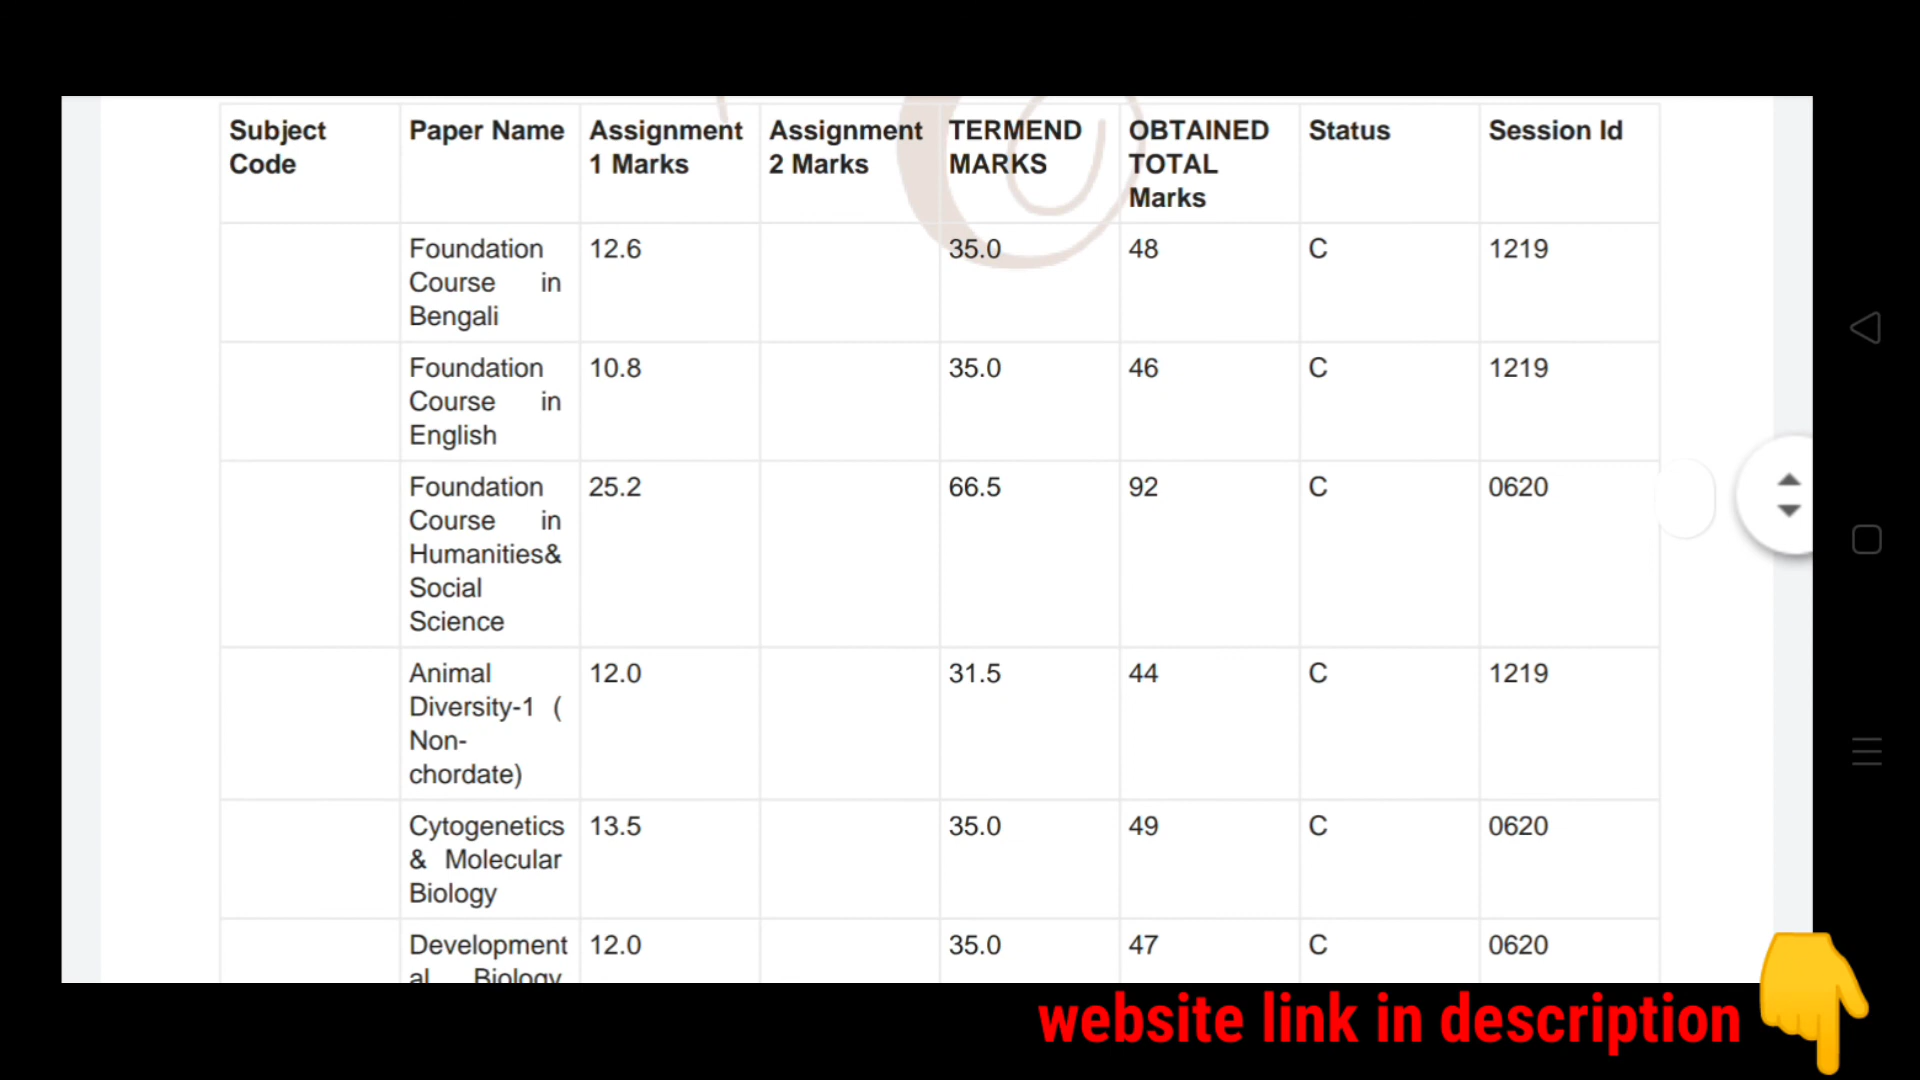 Subject Code Paper Name Assignment 1 Marks Assignment 2 Marks TERMEND MARKS OBTAINED TOTAL Marks Status Session Id
Foundation Course in Bengali 12.6 35.0 48 C 1219
Foundation Course in English 10.8 35.0 46 C 1219
Foundation Course in Humanities& Social Science 25.2 66.5 92 C 0620
Animal Diversity-1 ( Non-chordate) 12.0 31.5 44 C 1219
Cytogenetics & Molecular Biology 13.5 35.0 49 C 0620
Developmental Biology 12.0 35.0 47 C 0620
website link in description